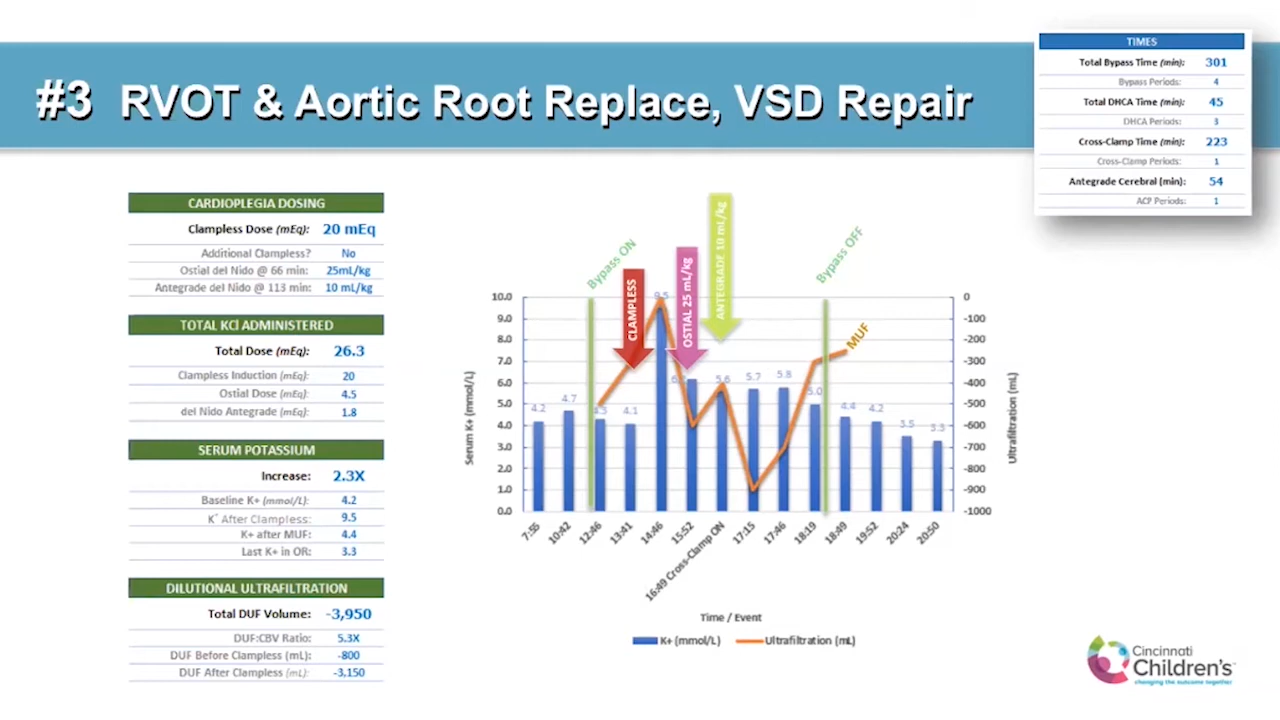 #3 RVOT & Aortic Root Replace, VSD Repair
TIMES
Total Bypass Time (min): 301
Bypass Periods: 4
Total DHCA Time (min): 45
DHCA Periods: 3
Cross-Clamp Time (min): 223
Cross-Clamp Periods: 1
Antegrade Cerebral (min): 54
ACP Periods: 1
CARDIOPLEGIA DOSING
Clampless Dose (mEq): 20 mEq
Additional Clampless? No
Ostial del Nido @ 66 min: 25mL/kg
Antegrade del Nido @ 113 min: 10 mL/kg
TOTAL KCl ADMINISTERED
Total Dose (mEq): 26.3
Clampless Induction (mEq): 20
Ostial Dose (mEq): 4.5
del Nido Antegrade (mEq): 1.8
SERUM POTASSIUM
Increase: 2.3X
Baseline K+ (mmol/L): 4.2
K+ After Clampless: 9.5
K+ after MUF: 4.4
Last K+ in OR: 3.3
DILUTIONAL ULTRAFILTRATION
Total DUF Volume: -3,950
DUF:CBV Ratio: 5.3X
DUF Before Clampless (mL): -800
DUF After Clampless (mL): -3,150
Bypass ON
CLAMPLESS
OSTIAL 25 mL/kg
ANTEGRADE 10 mL/kg
Bypass OFF
MUF
Serum K+ (mmol/L)
10.0
9.0
8.0
7.0
6.0
5.0
4.0
3.0
2.0
1.0
0.0
4.2
4.7
4.3
4.1
9.5
5.6
5.7
5.8
5.0
4.4
4.2
3.5
3.3
0
-100
-200
-300
-400
-500
-600
-700
-800
-900
-1000
Ultrafiltration (mL)
7:55
10:42
12:46
13:41
14:46
15:52
16:49 Cross-Clamp ON
17:15
17:46
18:19
18:49
19:52
20:24
20:50
Time / Event
K+ (mmol/L)
Ultrafiltration (mL)
Cincinnati
Children's
changing the outcome together